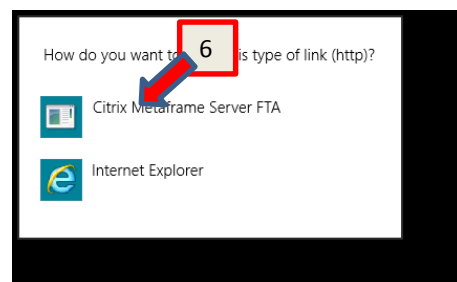 How do you want to is type of link (http)?
6
Citrix Metaframe Server FTA
Internet Explorer